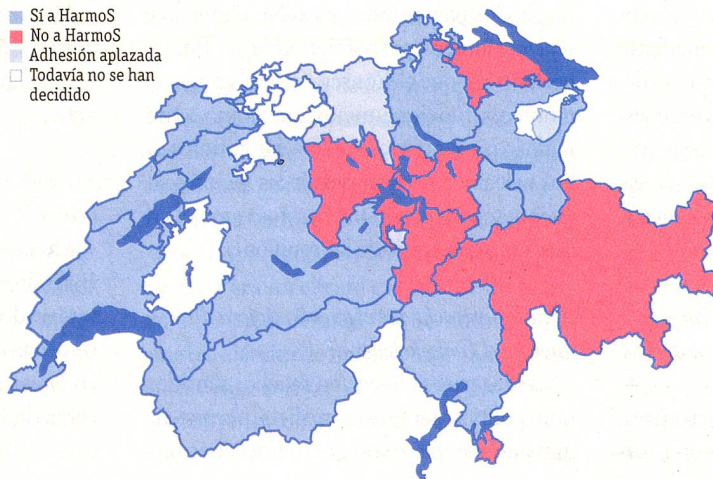 Sí a HarmoS
No a HarmoS
Adhesión aplazada
Todavía no se han
decidido